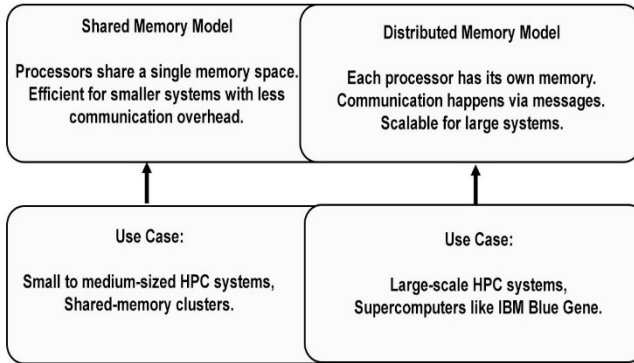 Shared Memory Model
Processors share a single memory space.
Efficient for smaller systems with less
communication overhead.
Distributed Memory Model
Each processor has its own memory.
Communication happens via messages.
Scalable for large systems.
Use Case:
Small to medium-sized HPC systems,
Shared-memory clusters.
Use Case:
Large-scale HPC systems,
Supercomputers like IBM Blue Gene.